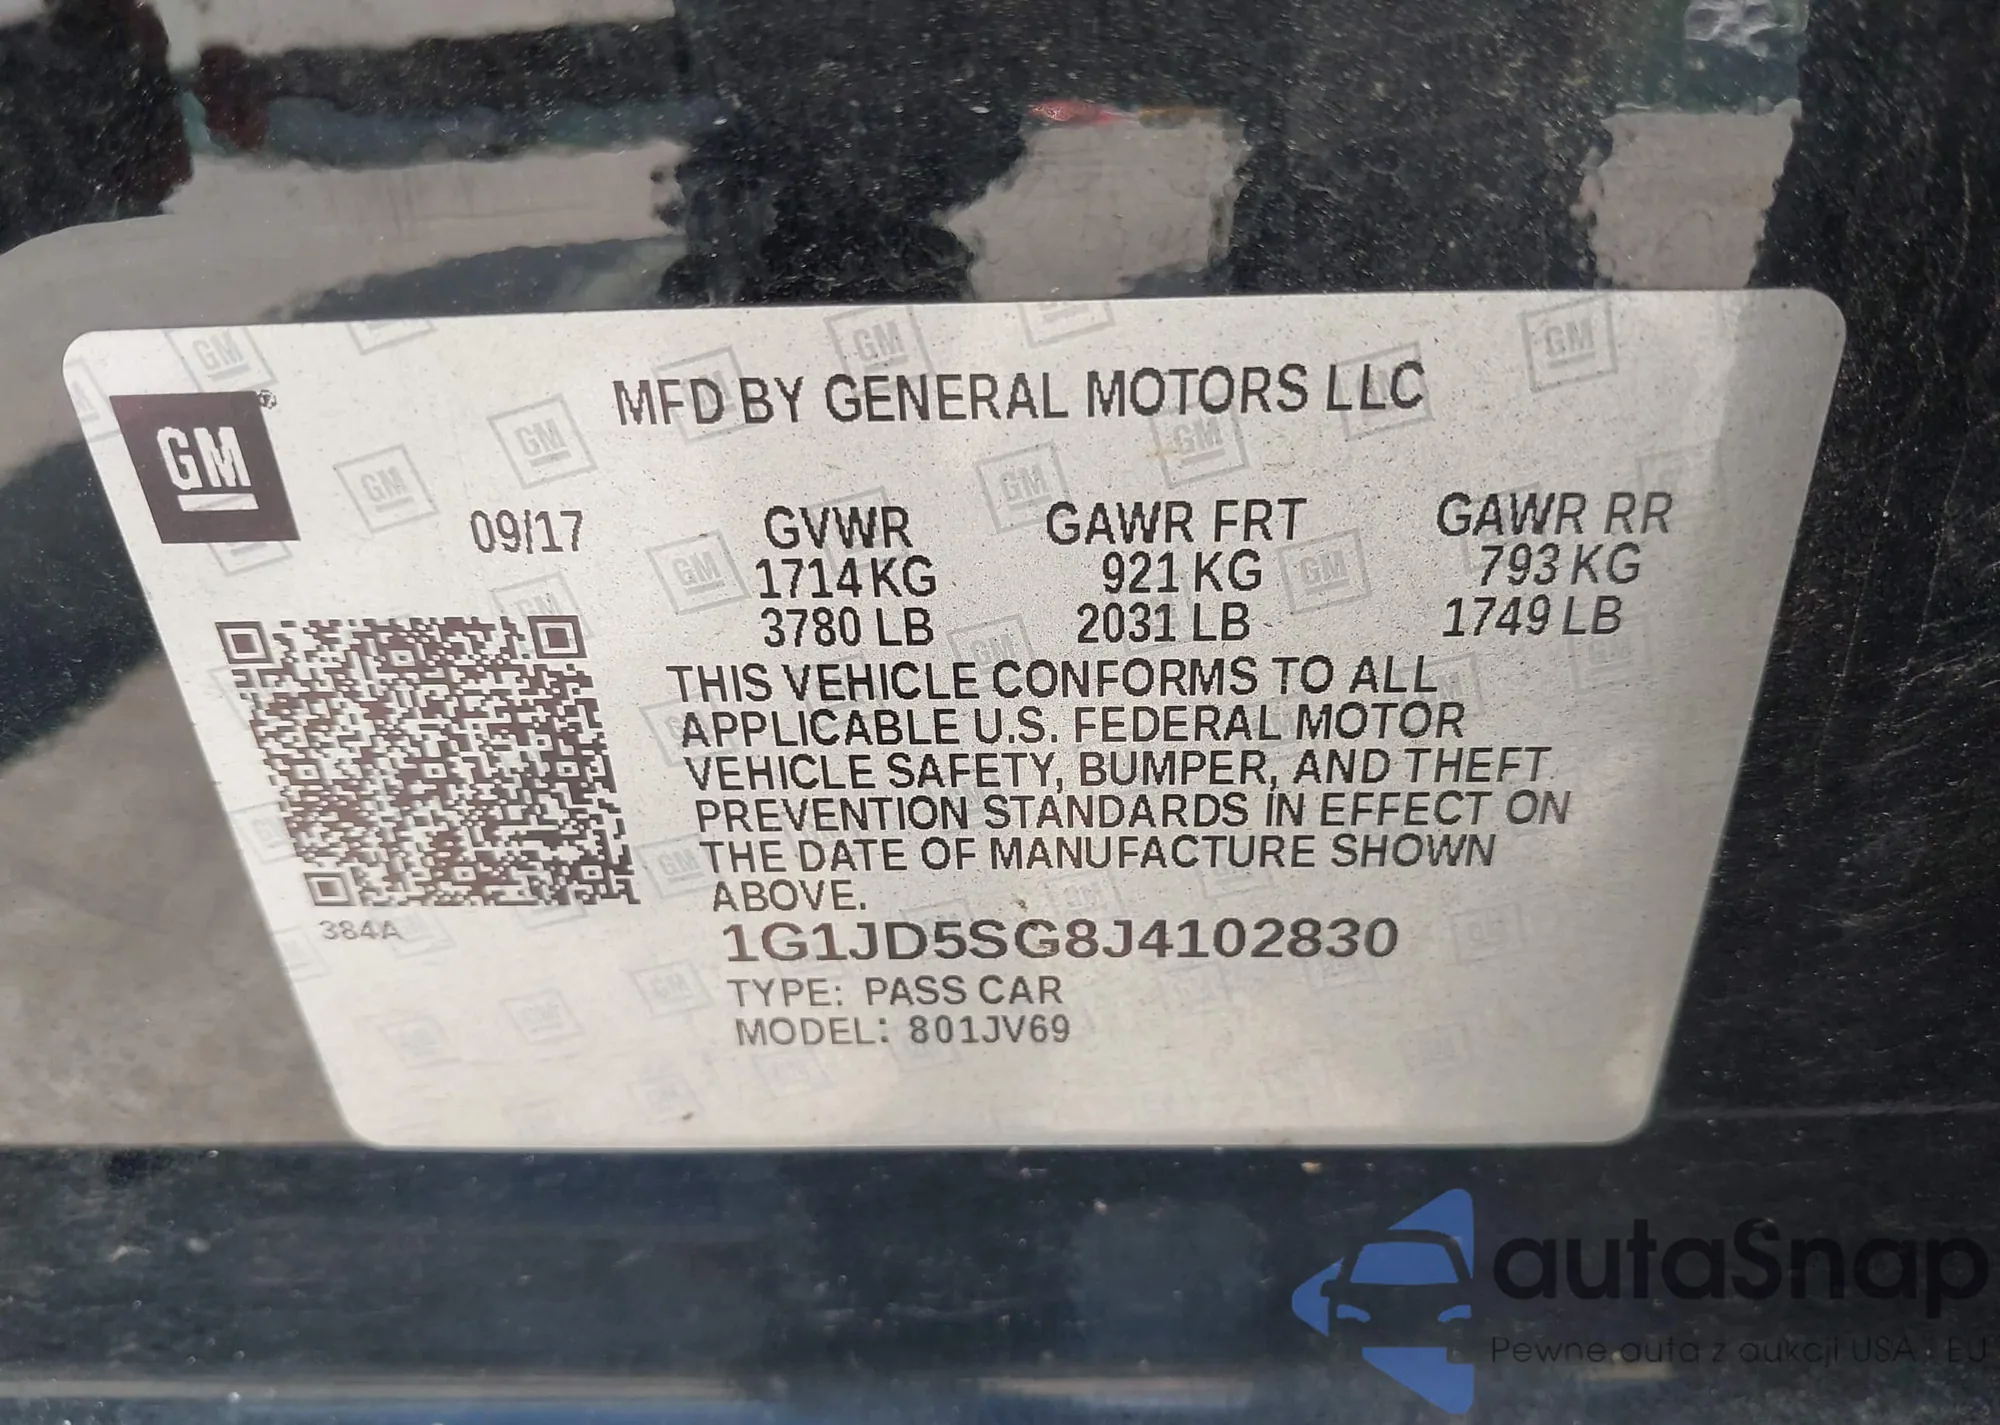 GM®
MFD BY GENERAL MOTORS LLC
09/17
GVWR GAWR FRT GAWR RR
1714 KG 921 KG 793 KG
3780 LB 2031 LB 1749 LB
THIS VEHICLE CONFORMS TO ALL
APPLICABLE U.S. FEDERAL MOTOR
VEHICLE SAFETY, BUMPER, AND THEFT
PREVENTION STANDARDS IN EFFECT ON
THE DATE OF MANUFACTURE SHOWN
ABOVE.
384A
1G1JD5SG8J4102830
TYPE: PASS CAR
MODEL: 801JV69
autaSnap
Pewne auta z aukcji USA i EU